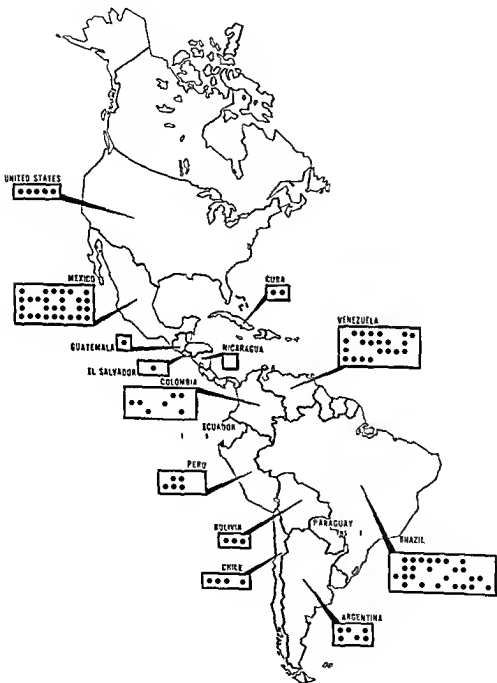 UNITED STATES
MEXICO
CUBA
VENEZUELA
GUATEMALA
NICARAGUA
EL SALVADOR
COLOMBIA
ECUADOR
PERU
BOLIVIA
PARAGUAY
BRAZIL
CHILE
ARGENTINA